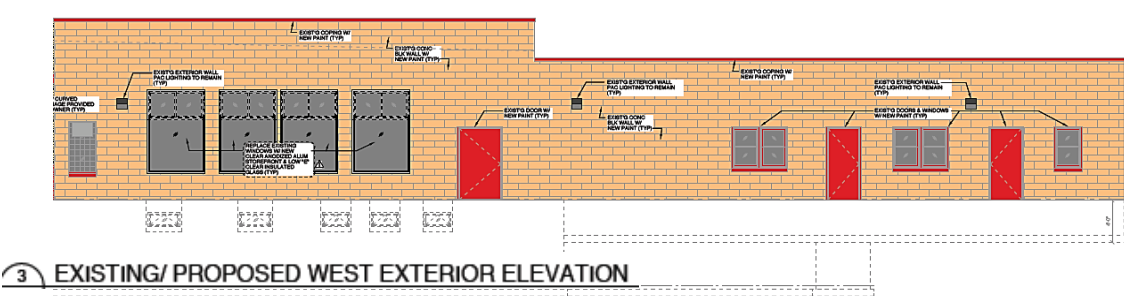 EXIST'G COPING W/
NEW PAINT (TYP)
EXIST'G CONC
BLK WALL W/
NEW PAINT (TYP)
EXIST'G EXTERIOR WALL
PAC LIGHTING TO REMAIN
(TYP)
CURVED
AGE PROVIDED
WNER (TYP)
REPLACE EXISTING
WINDOWS W/ NEW
CLEAR ANODIZED ALUM
STOREFRONT & LOW "E"
CLEAR INSULATED
GLASS (TYP)
EXIST'G DOOR W/
NEW PAINT (TYP)
EXIST'G EXTERIOR WALL
PAC LIGHTING TO REMAIN
(TYP)
EXIST'G CONC
BLK WALL W/
NEW PAINT (TYP)
EXIST'G COPING W/
NEW PAINT (TYP)
EXIST'G EXTERIOR WALL
PAC LIGHTING TO REMAIN
(TYP)
EXIST'G DOORS & WINDOWS
W/ NEW PAINT (TYP)
3 EXISTING/ PROPOSED WEST EXTERIOR ELEVATION